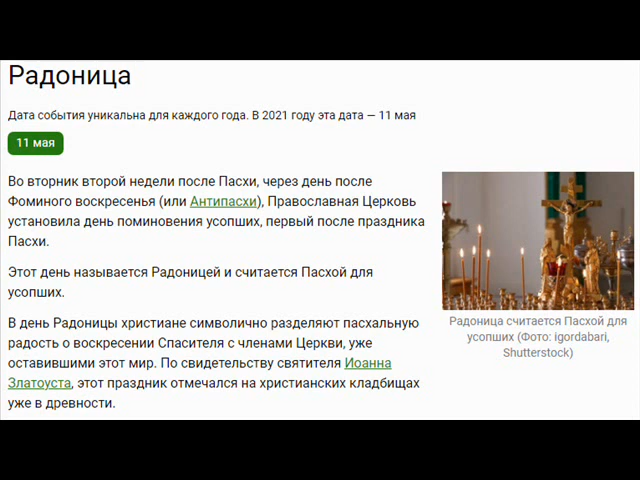 Радоница
Дата события уникальна для каждого года. В 2021 году эта дата — 11 мая
11 мая
Во вторник второй недели после Пасхи, через день после
Фоминого воскресенья (или Антипасхи), Православная Церковь
установила день поминовения усопших, первый после праздника
Пасхи.
Этот день называется Радоницей и считается Пасхой для
усопших.
В день Радоницы христиане символично разделяют пасхальную
радость о воскресении Спасителя с членами Церкви, уже
оставившими этот мир. По свидетельству святителя Иоанна
Златоуста, этот праздник отмечался на христианских кладбищах
уже в древности.
Радоница считается Пасхой для
усопших (Фото: igordabari,
Shutterstock)